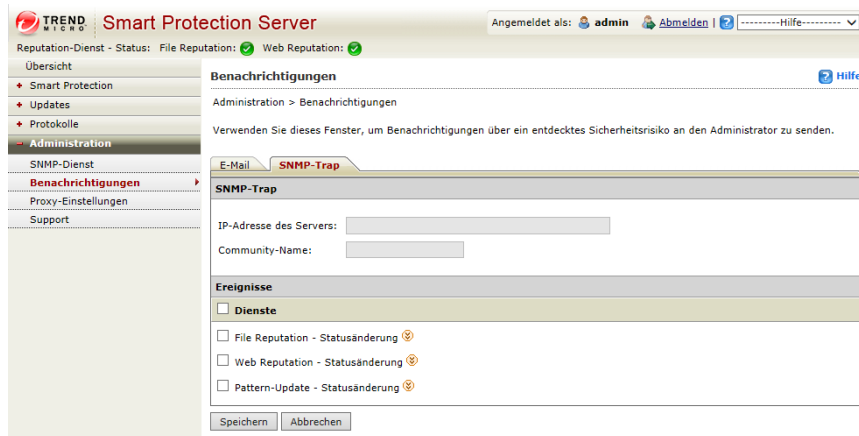 TREND MICRO Smart Protection Server
Angemeldet als: admin Abmelden | ---------Hilfe---------
Reputation-Dienst - Status: File Reputation: Web Reputation:
Übersicht
Smart Protection
Updates
Protokolle
Administration
SNMP-Dienst
Benachrichtigungen
Proxy-Einstellungen
Support
Benachrichtigungen
Hilfe
Administration > Benachrichtigungen
Verwenden Sie dieses Fenster, um Benachrichtigungen über ein entdecktes Sicherheitsrisiko an den Administrator zu senden.
E-Mail SNMP-Trap
SNMP-Trap
IP-Adresse des Servers:
Community-Name:
Ereignisse
Dienste
File Reputation - Statusänderung
Web Reputation - Statusänderung
Pattern-Update - Statusänderung
Speichern Abbrechen